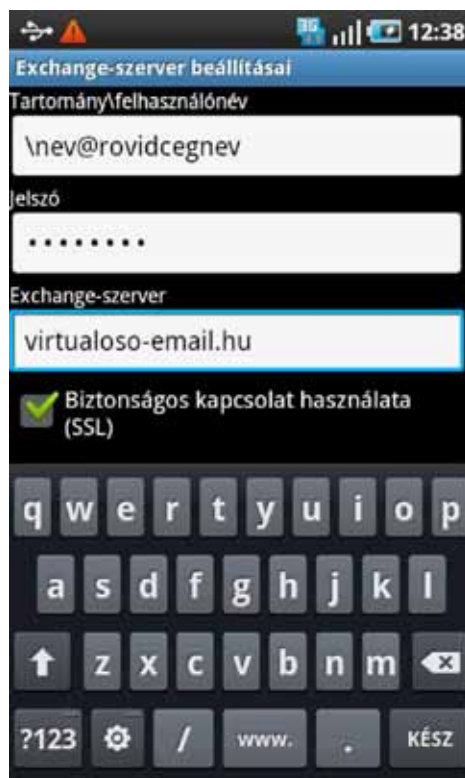 3G 12:38
Exchange-szerver beállításai
Tartomány\felhasználónév
\nev@rovidcegnev
Jelszó
••••••••
Exchange-szerver
virtualoso-email.hu
Biztonságos kapcsolat használata
(SSL)
q w e r t y u i o p
a s d f g h j k l
z x c v b n m
?123 / www. . KÉSZ